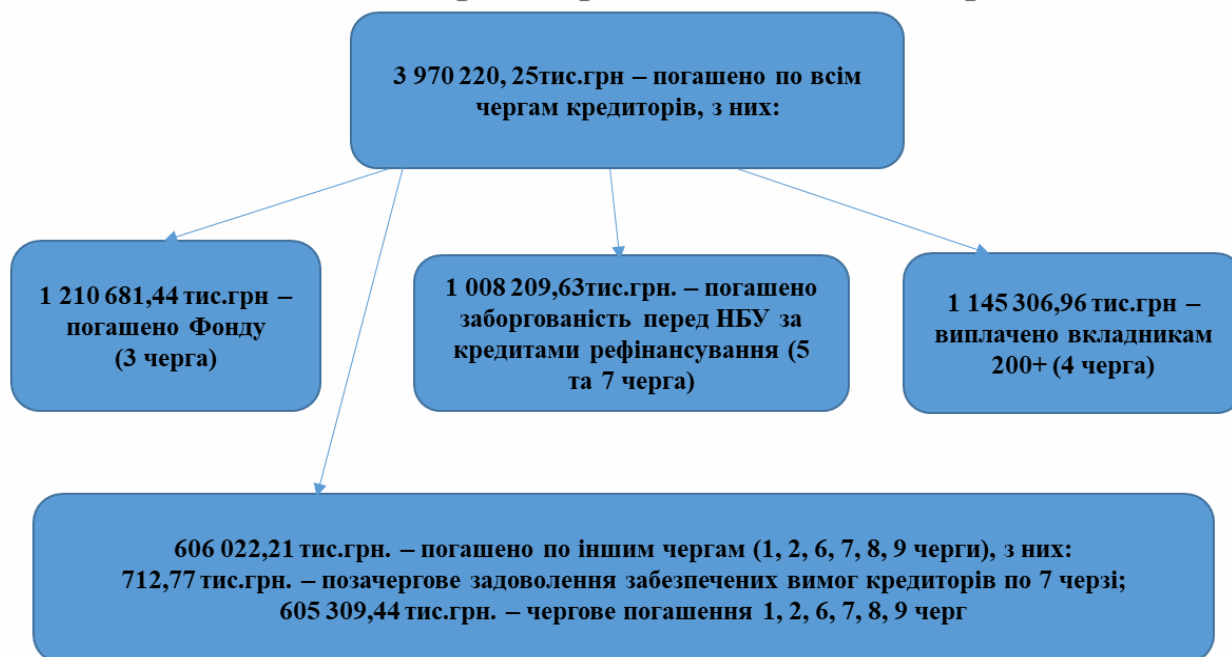 3 970 220, 25тис.грн – погашено по всім
чергам кредиторів, з них:
1 210 681,44 тис.грн –
погашено Фонду
(3 черга)
1 008 209,63тис.грн. – погашено
заборгованість перед НБУ за
кредитами рефінансування (5
та 7 черга)
1 145 306,96 тис.грн –
виплачено вкладникам
200+ (4 черга)
606 022,21 тис.грн. – погашено по іншим чергам (1, 2, 6, 7, 8, 9 черги), з них:
712,77 тис.грн. – позачергове задоволення забезпечених вимог кредиторів по 7 черзі;
605 309,44 тис.грн. – чергове погашення 1, 2, 6, 7, 8, 9 черг